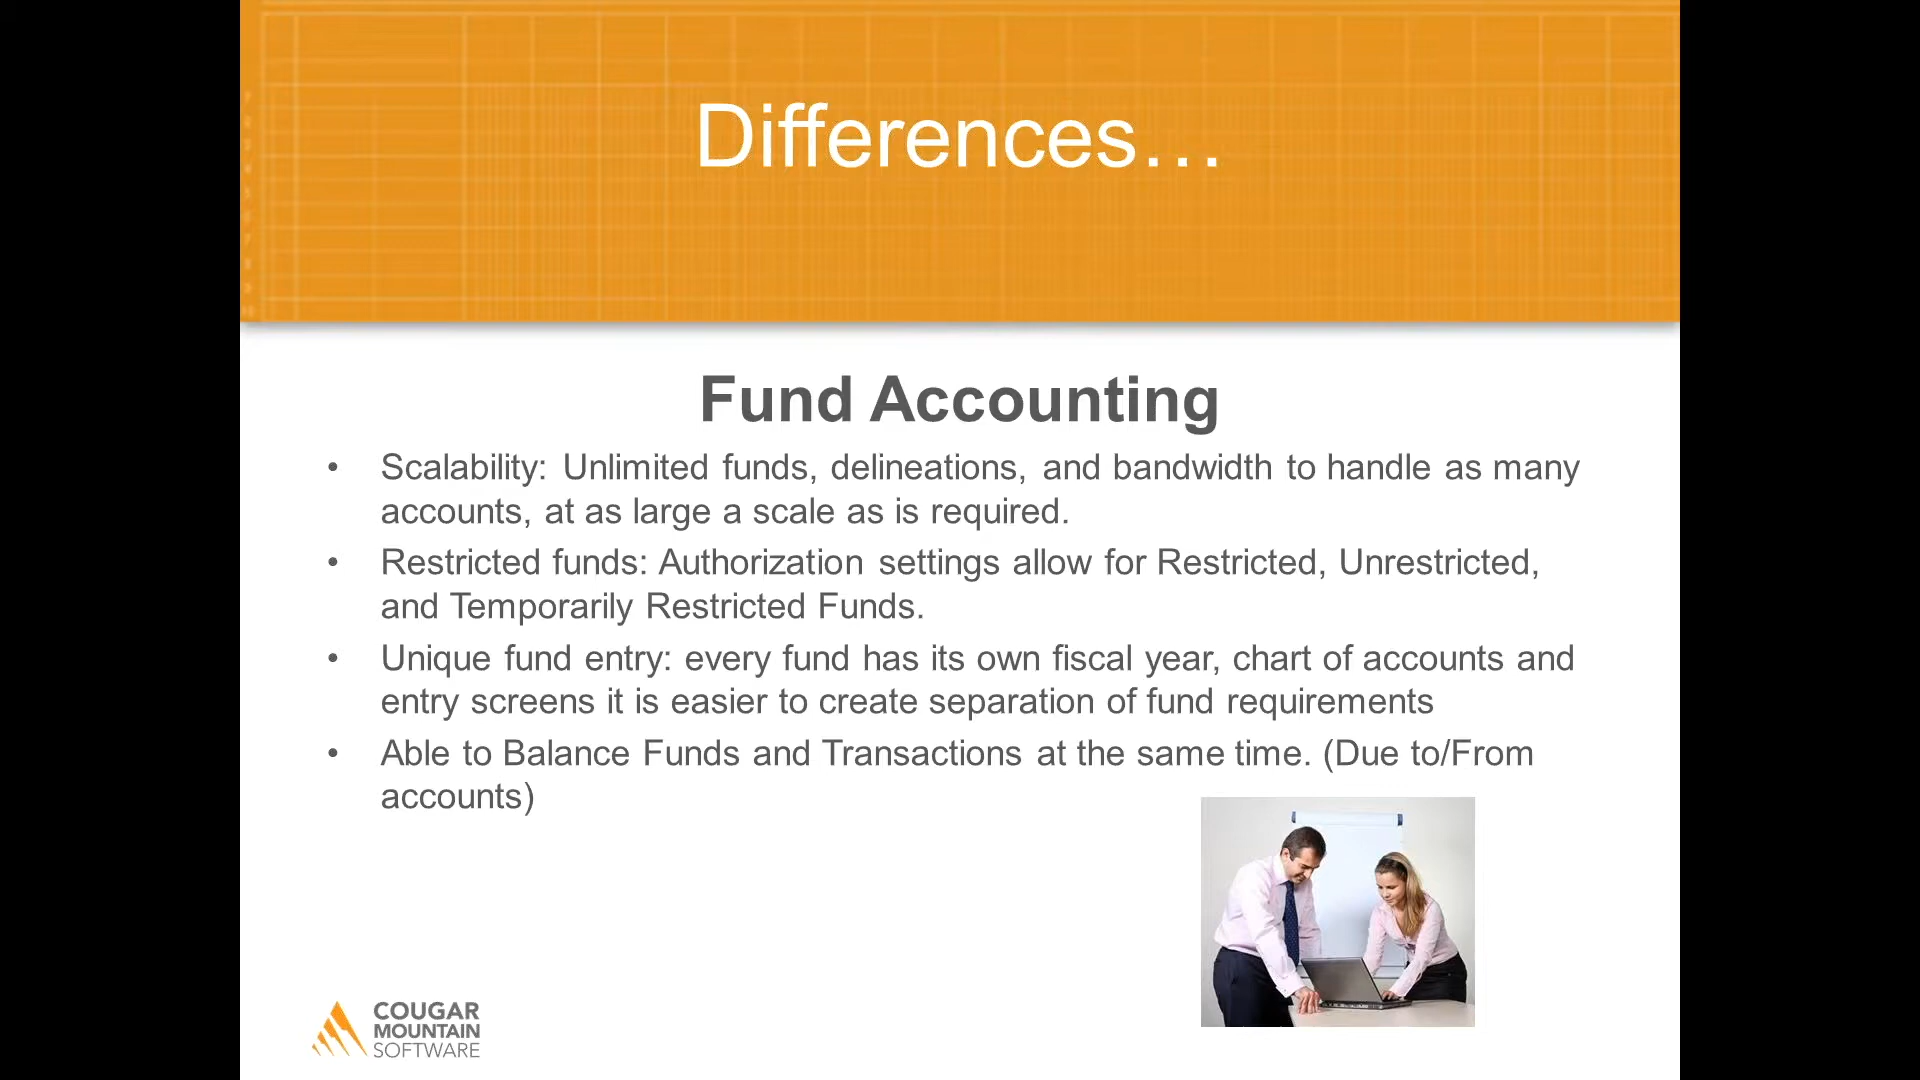 Differences…
Fund Accounting
• Scalability: Unlimited funds, delineations, and bandwidth to handle as many
accounts, at as large a scale as is required.
• Restricted funds: Authorization settings allow for Restricted, Unrestricted,
and Temporarily Restricted Funds.
• Unique fund entry: every fund has its own fiscal year, chart of accounts and
entry screens it is easier to create separation of fund requirements
• Able to Balance Funds and Transactions at the same time. (Due to/From
accounts)
COUGAR
MOUNTAIN
SOFTWARE